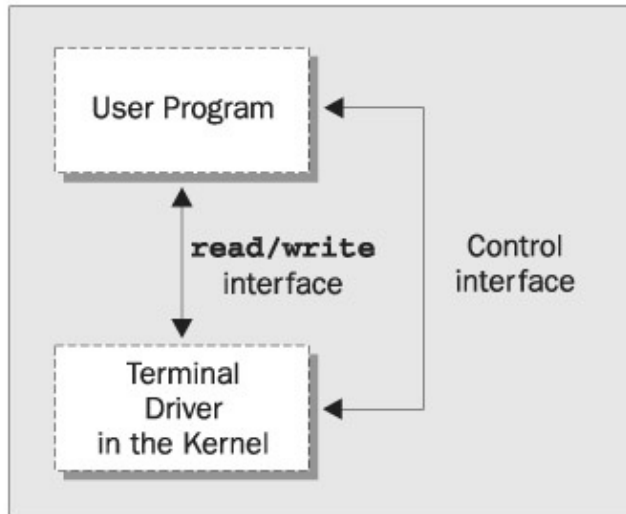 User Program
read/write
interface
Control
interface
Terminal
Driver
in the Kernel